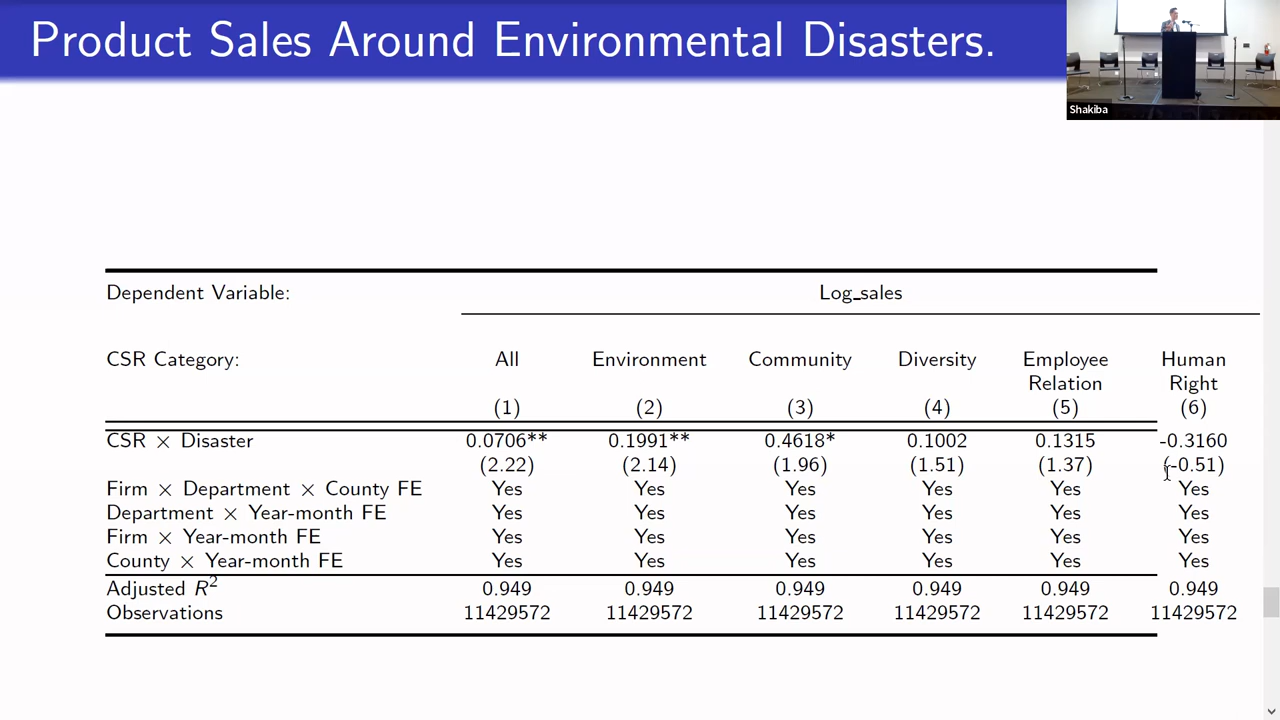 Product Sales Around Environmental Disasters.
Shakiba
Dependent Variable: Log_sales
CSR Category: All Environment Community Diversity Employee Human
Relation Right
(1) (2) (3) (4) (5) (6)
CSR × Disaster 0.0706** 0.1991** 0.4618* 0.1002 0.1315 -0.3160
(2.22) (2.14) (1.96) (1.51) (1.37) (-0.51)
Firm × Department × County FE Yes Yes Yes Yes Yes Yes
Department × Year-month FE Yes Yes Yes Yes Yes Yes
Firm × Year-month FE Yes Yes Yes Yes Yes Yes
County × Year-month FE Yes Yes Yes Yes Yes Yes
Adjusted R² 0.949 0.949 0.949 0.949 0.949 0.949
Observations 11429572 11429572 11429572 11429572 11429572 11429572